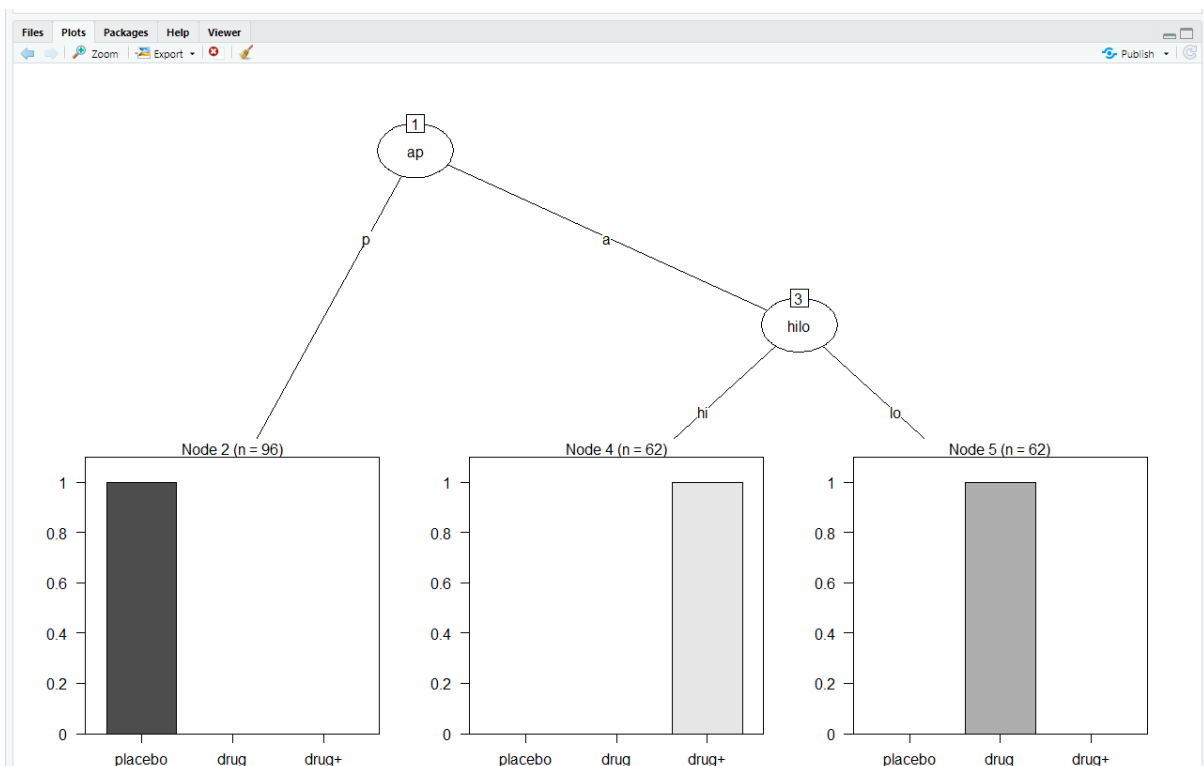 Files Plots Packages Help Viewer
Zoom Export Publish
1
ap
p a
3
hilo
hi lo
Node 2 (n = 96) Node 4 (n = 62) Node 5 (n = 62)
1 1 1
0.8 0.8 0.8
0.6 0.6 0.6
0.4 0.4 0.4
0.2 0.2 0.2
0 0 0
placebo drug drug+ placebo drug drug+ placebo drug drug+